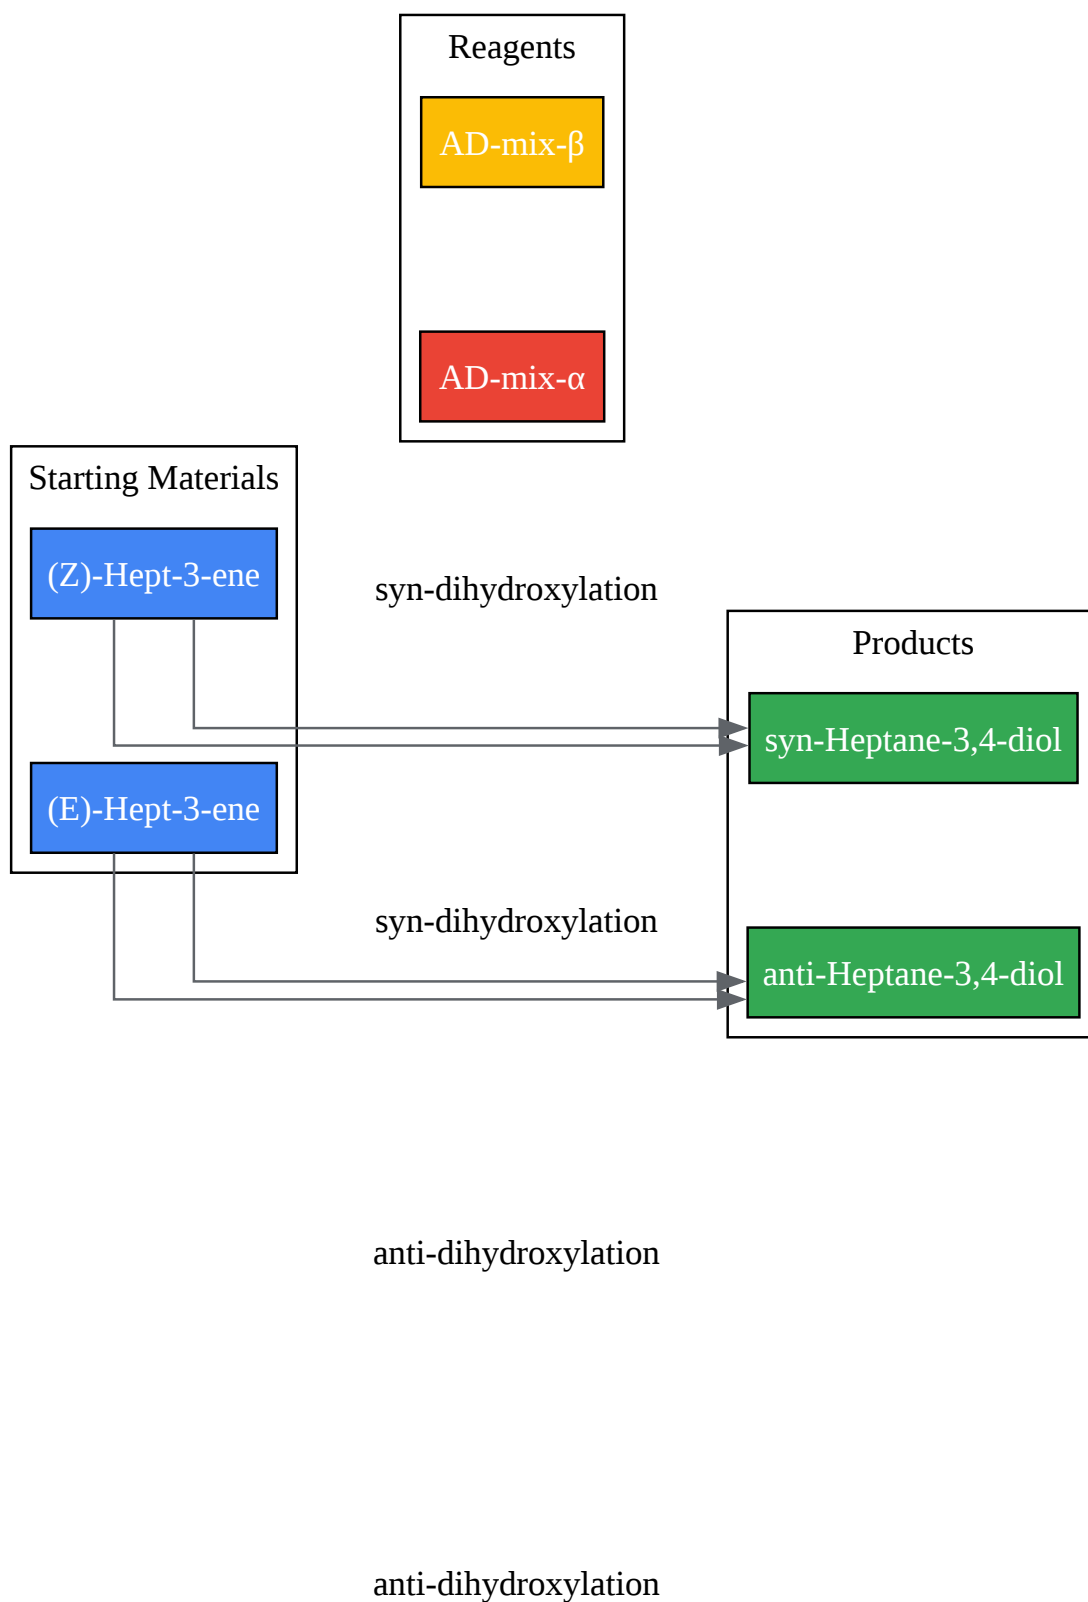 Reagents
AD-mix-β
AD-mix-α
Starting Materials
(Z)-Hept-3-ene
syn-dihydroxylation
Products
syn-Heptane-3,4-diol
(E)-Hept-3-ene
syn-dihydroxylation
anti-Heptane-3,4-diol
anti-dihydroxylation
anti-dihydroxylation